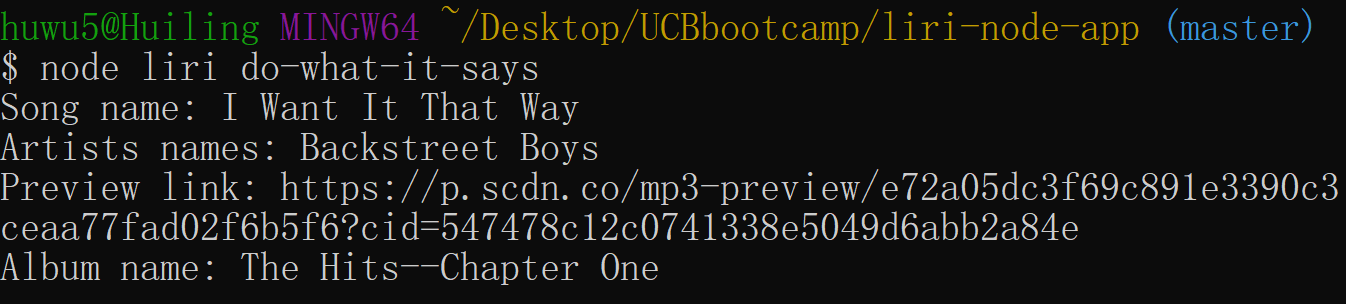 huwu5@Huiling MINGW64 ~/Desktop/UCBbootcamp/liri-node-app (master)
$ node liri do-what-it-says
Song name: I Want It That Way
Artists names: Backstreet Boys
Preview link: https://p.scdn.co/mp3-preview/e72a05dc3f69c891e3390c3
ceaa77fad02f6b5f6?cid=547478c12c0741338e5049d6abb2a84e
Album name: The Hits--Chapter One